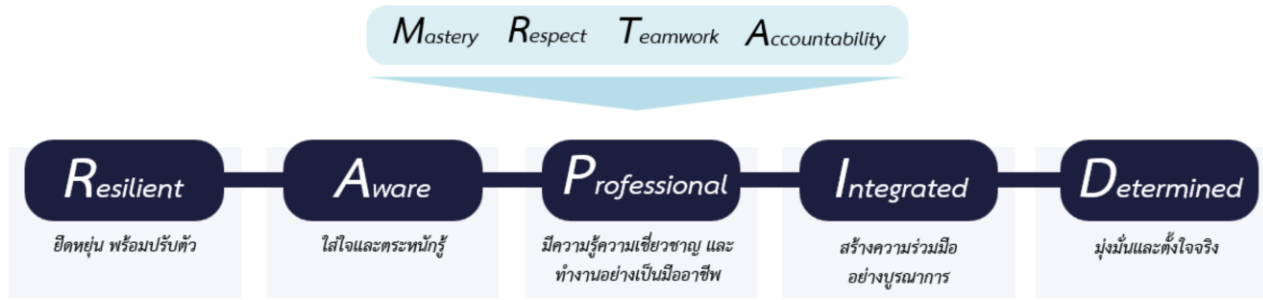 Mastery Respect Teamwork Accountability
Resilient
ยืดหยุ่น พร้อมปรับตัว
Aware
ใส่ใจและตระหนักรู้
Professional
มีความรู้ความเชี่ยวชาญ และ
ทำงานอย่างเป็นมืออาชีพ
Integrated
สร้างความร่วมมือ
อย่างบูรณาการ
Determined
มุ่งมั่นและตั้งใจจริง